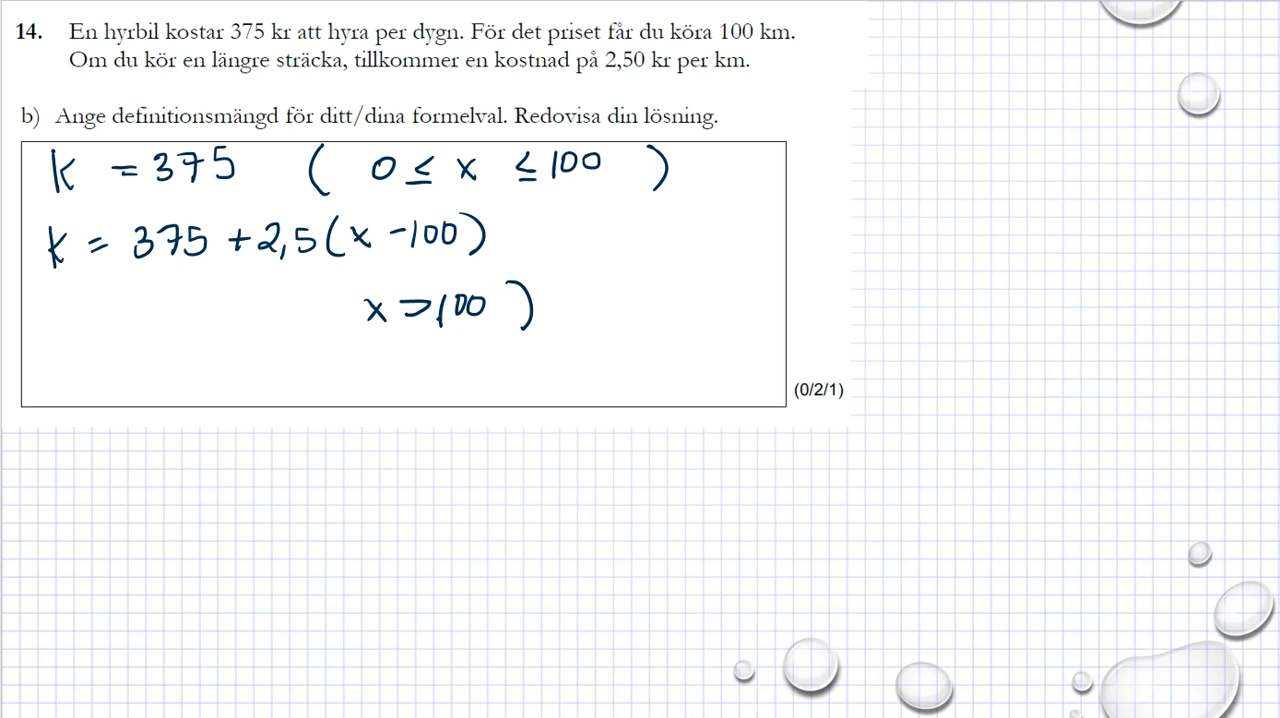 14. En hyrbil kostar 375 kr att hyra per dygn. För det priset får du köra 100 km.
Om du kör en längre sträcka, tillkommer en kostnad på 2,50 kr per km.
b) Ange definitionsmängd för ditt/dina formelval. Redovisa din lösning.
K = 375 ( 0 ≤ x ≤ 100 )
K = 375 + 2,5(x - 100)
x > 100 )
(0/2/1)